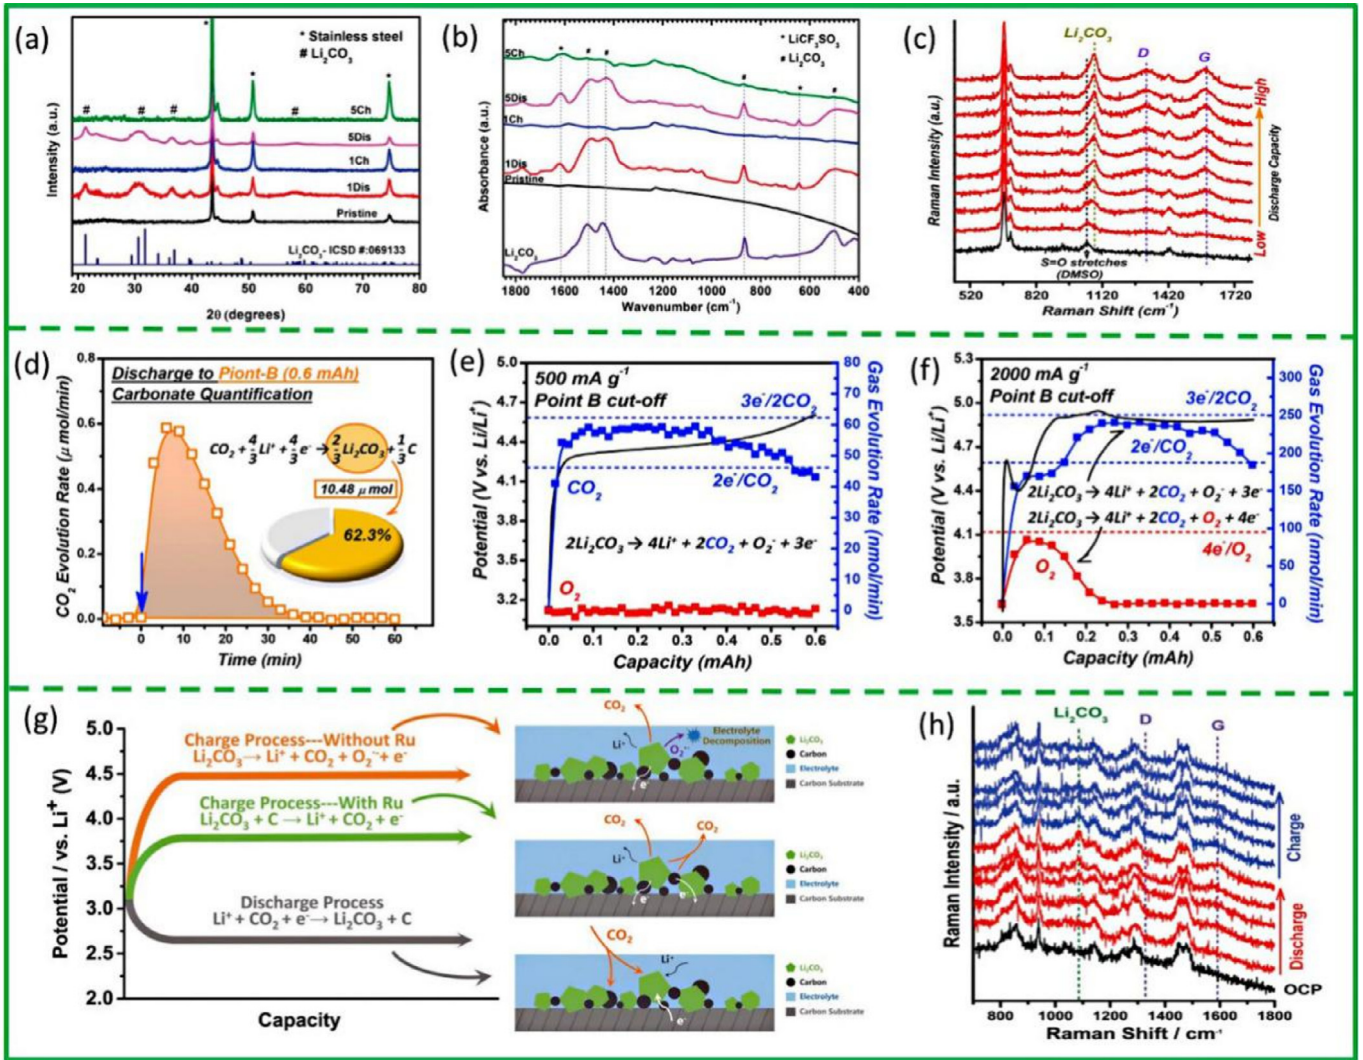 (a)
* Stainless steel
# Li₂CO₃
Intensity (a.u.)
5Ch
5Dis
1Ch
1Dis
Pristine
Li₂CO₃- ICSD #:069133
20 30 40 50 60 70 80
2θ (degrees)
(b)
* LiCF₃SO₃
# Li₂CO₃
Absorbance (a.u.)
5Ch
5Dis
1Ch
1Dis
Pristine
Li₂CO₃
1800 1600 1400 1200 1000 800 600 400
Wavenumber (cm⁻¹)
(c)
Li₂CO₃
D
G
Raman Intensity (a.u.)
High
Discharge Capacity
Low
S=O stretches
(DMSO)
520 820 1120 1420 1720
Raman Shift (cm⁻¹)
(d)
Discharge to Piont-B (0.6 mAh)
Carbonate Quantification
CO₂ + 4/3 Li⁺ + 4/3 e⁻ → 2/3 Li₂CO₃ + 1/3 C
10.48 μ mol
62.3%
CO₂ Evolution Rate (μ mol/min)
0.8
0.6
0.4
0.2
0.0
0 15 30 45 60
Time (min)
(e)
500 mA g⁻¹
Point B cut-off
3e⁻/2CO₂
CO₂
2e⁻/CO₂
2Li₂CO₃ → 4Li⁺ + 2CO₂ + O₂⁻ + 3e⁻
O₂
Potential (V vs. Li/Li⁺)
5.0
4.7
4.4
4.1
3.8
3.5
3.2
80
70
60
50
40
30
20
10
0
Gas Evolution Rate (nmol/min)
0.0 0.1 0.2 0.3 0.4 0.5 0.6
Capacity (mAh)
(f)
2000 mA g⁻¹
Point B cut-off
3e⁻/2CO₂
2e⁻/CO₂
2Li₂CO₃ → 4Li⁺ + 2CO₂ + O₂⁻ + 3e⁻
2Li₂CO₃ → 4Li⁺ + 2CO₂ + O₂ + 4e⁻
4e⁻/O₂
O₂
Potential (V vs. Li/Li⁺)
5.3
5.0
4.7
4.4
4.1
3.8
3.5
300
250
200
150
100
50
0
Gas Evolution Rate (nmol/min)
0.0 0.1 0.2 0.3 0.4 0.5 0.6
Capacity (mAh)
(g)
Potential / vs. Li⁺ (V)
5.0
4.5
4.0
3.5
3.0
2.5
2.0
Charge Process---Without Ru
Li₂CO₃→ Li⁺ + CO₂ + O₂·⁻+ e⁻
Charge Process---With Ru
Li₂CO₃ + C → Li⁺ + CO₂ + e⁻
Discharge Process
Li⁺ + CO₂ + e⁻→ Li₂CO₃ + C
Capacity
CO₂
Li⁺
O₂·⁻
Electrolyte
Decomposition
e⁻
Li₂CO₃
Carbon
Electrolyte
Carbon Substrate
CO₂
CO₂
Li⁺
e⁻
e⁻
Li₂CO₃
Carbon
Electrolyte
Carbon Substrate
CO₂
Li⁺
e⁻
Li₂CO₃
Carbon
Electrolyte
Carbon Substrate
(h)
Li₂CO₃
D
G
Raman Intensity / a.u.
Charge
Discharge
OCP
800 1000 1200 1400 1600 1800
Raman Shift / cm⁻¹